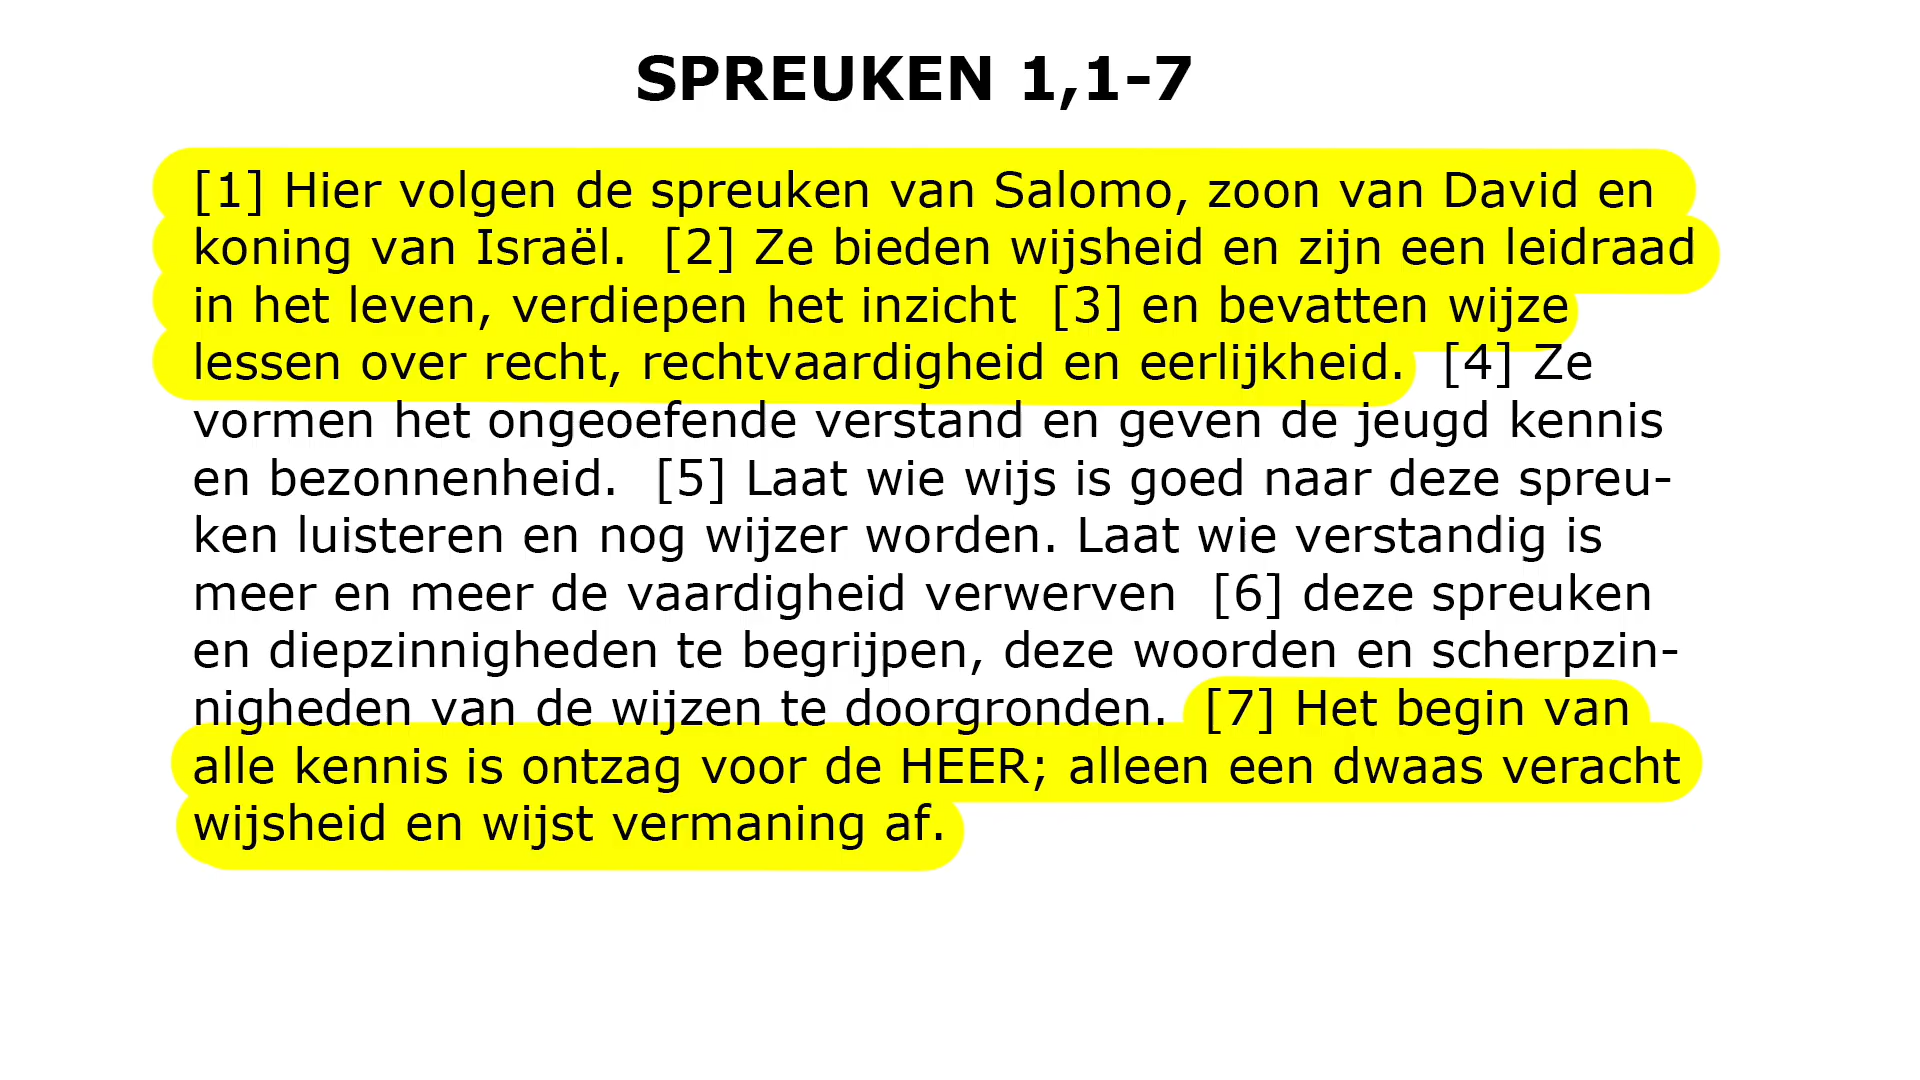 SPREUKEN 1,1-7
[1] Hier volgen de spreuken van Salomo, zoon van David en
koning van Israël.  [2] Ze bieden wijsheid en zijn een leidraad
in het leven, verdiepen het inzicht  [3] en bevatten wijze
lessen over recht, rechtvaardigheid en eerlijkheid.  [4] Ze
vormen het ongeoefende verstand en geven de jeugd kennis
en bezonnenheid.  [5] Laat wie wijs is goed naar deze spreu-
ken luisteren en nog wijzer worden. Laat wie verstandig is
meer en meer de vaardigheid verwerven  [6] deze spreuken
en diepzinnigheden te begrijpen, deze woorden en scherpzin-
nigheden van de wijzen te doorgronden.  [7] Het begin van
alle kennis is ontzag voor de HEER; alleen een dwaas veracht
wijsheid en wijst vermaning af.